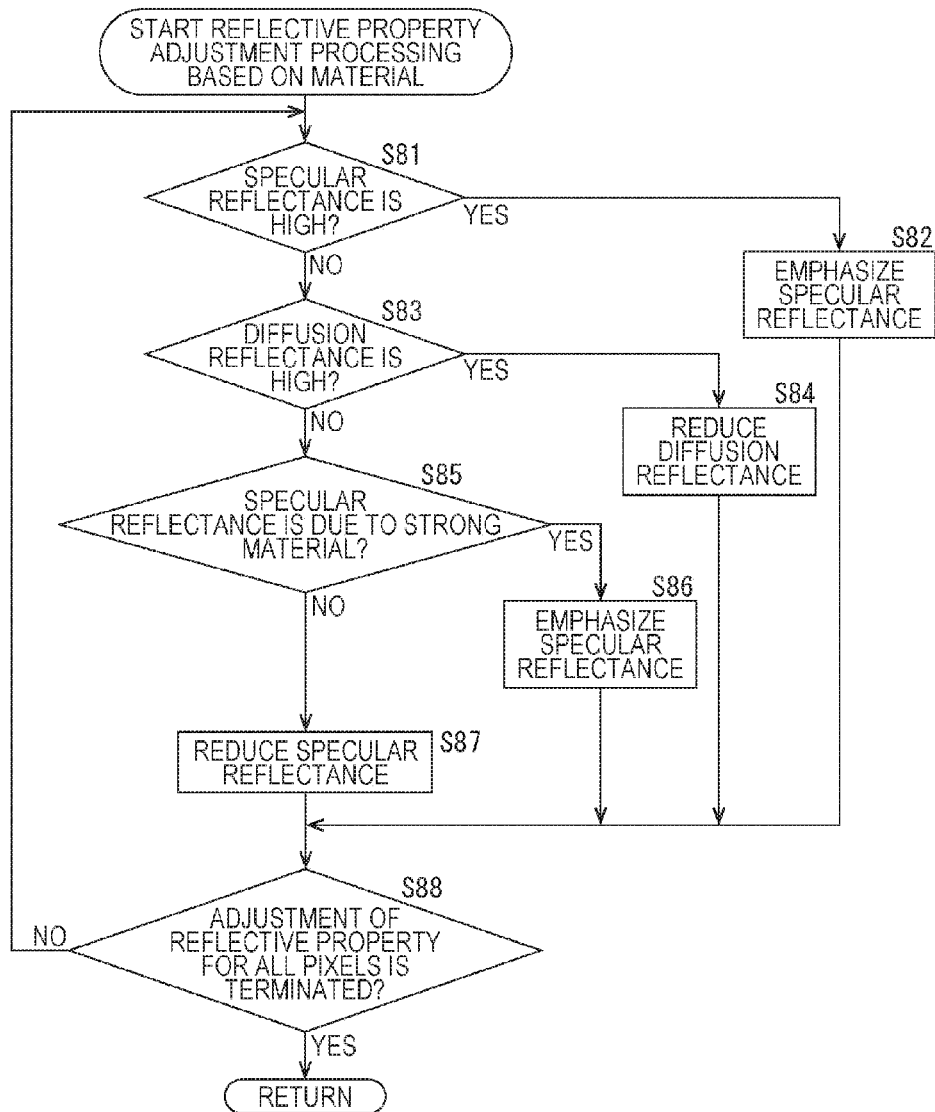 START REFLECTIVE PROPERTY
ADJUSTMENT PROCESSING
BASED ON MATERIAL
S81
SPECULAR
REFLECTANCE IS
HIGH?
YES
NO
S82
EMPHASIZE
SPECULAR
REFLECTANCE
S83
DIFFUSION
REFLECTANCE IS
HIGH?
YES
NO
S84
REDUCE
DIFFUSION
REFLECTANCE
S85
SPECULAR
REFLECTANCE IS DUE TO STRONG
MATERIAL?
YES
NO
S86
EMPHASIZE
SPECULAR
REFLECTANCE
S87
REDUCE SPECULAR
REFLECTANCE
S88
ADJUSTMENT OF
REFLECTIVE PROPERTY
FOR ALL PIXELS IS
TERMINATED?
NO
YES
RETURN